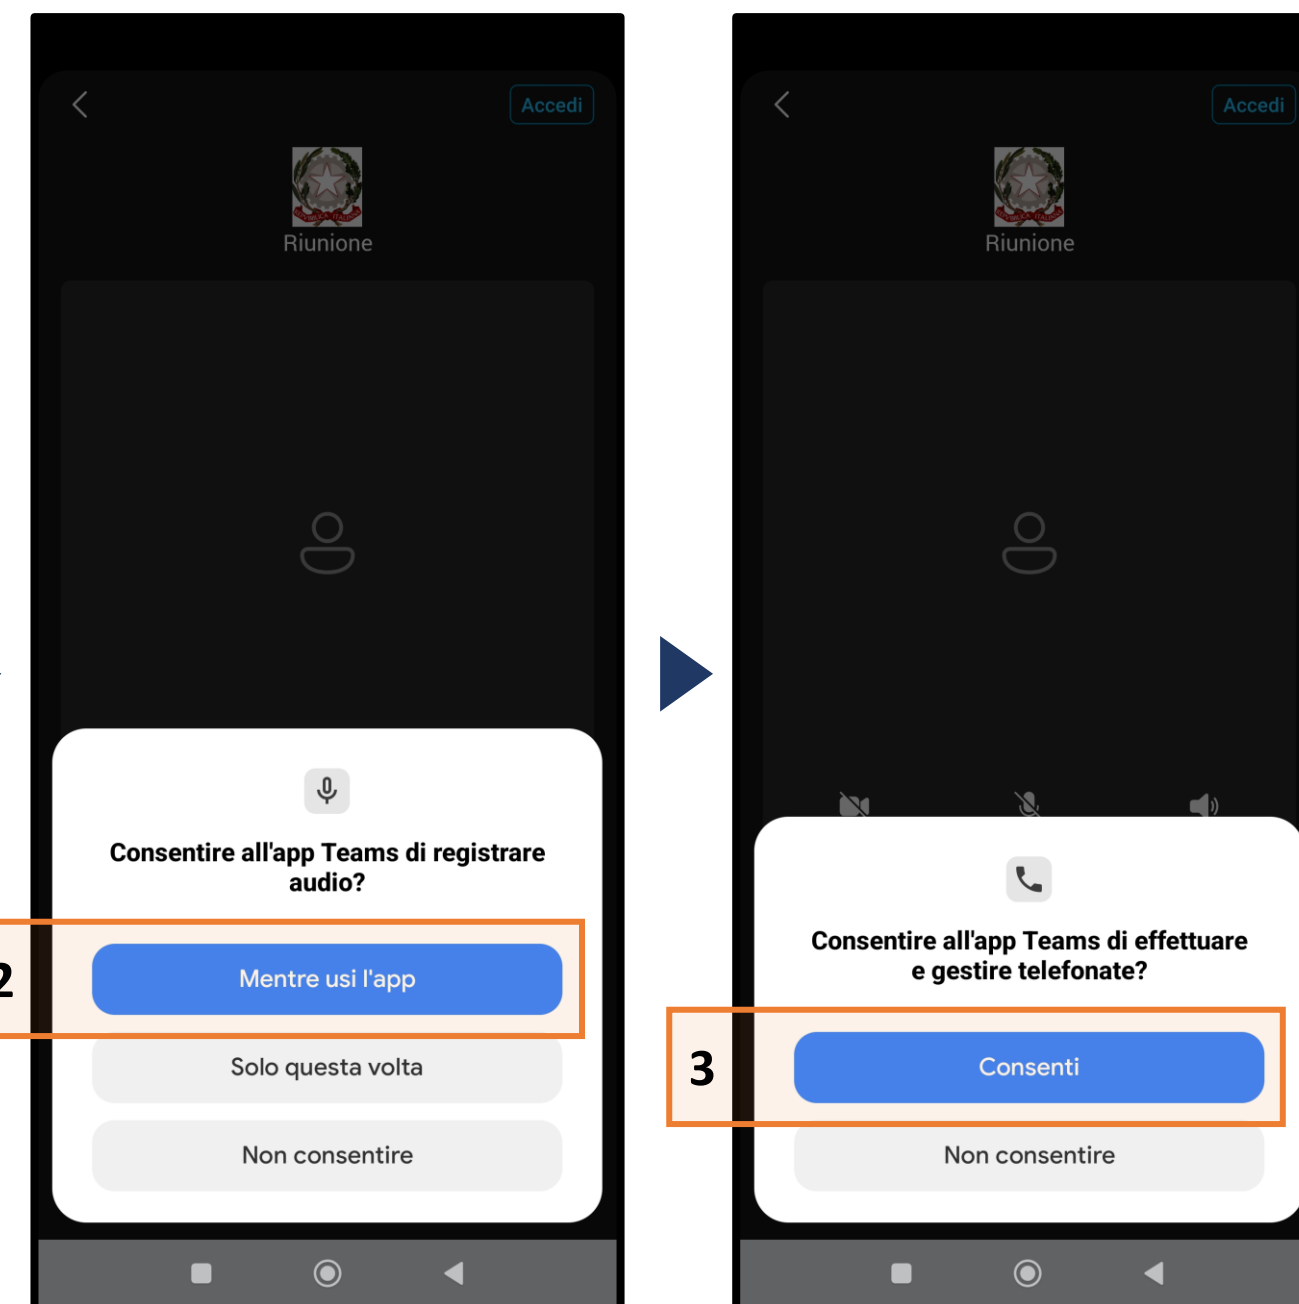 Accedi
Riunione
Consentire all'app Teams di registrare
audio?
2
Mentre usi l'app
Solo questa volta
Non consentire
Accedi
Riunione
Consentire all'app Teams di effettuare
e gestire telefonate?
3
Consenti
Non consentire